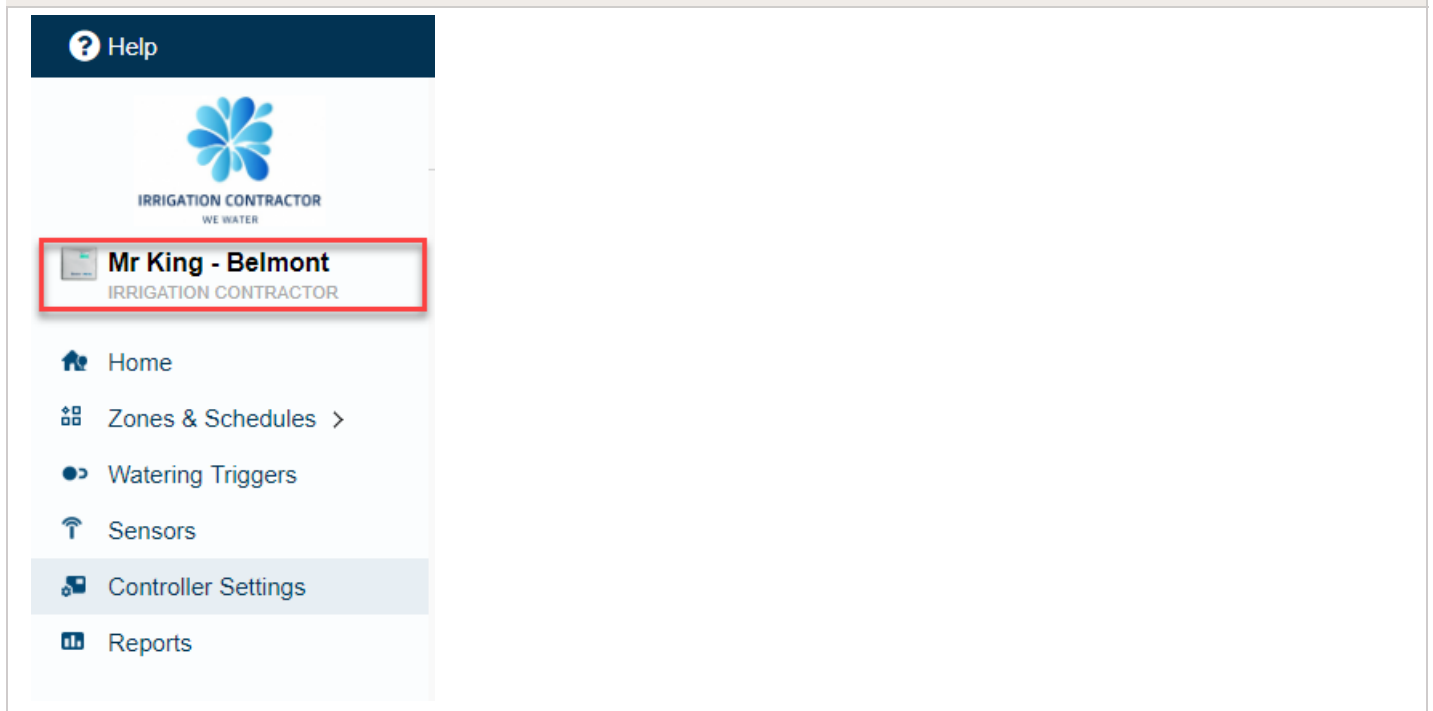 Help
IRRIGATION CONTRACTOR
WE WATER
Mr King - Belmont
IRRIGATION CONTRACTOR
Home
Zones & Schedules >
Watering Triggers
Sensors
Controller Settings
Reports